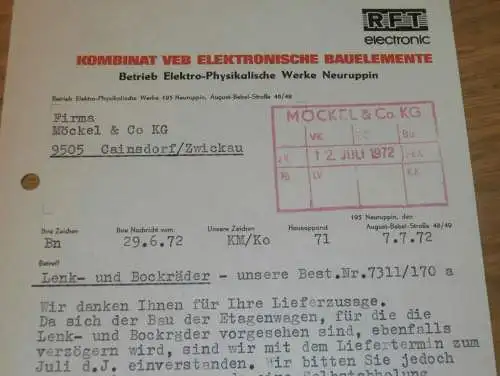 RFT
electronic
KOMBINAT VEB ELEKTRONISCHE BAUELEMENTE
Betrieb Elektro-Physikalische Werke Neuruppin
Betrieb Elektro-Physikalische Werke 195 Neuruppin, August-Bebel-Straße 48/49
Firma
Möckel & Co KG
9505 Cainsdorf/Zwickau
MÖCKEL & Co. KG
VK
Bu
12. JULI 1972
LV
195 Neuruppin, den
Ihre Zeichen Ihre Nachricht vom: Unsere Zeichen Hausapparat August-Bebel-Straße 48/49
Bn 29.6.72 KM/Ko 71 7.7.72
Betreff
Lenk- und Bockräder - unsere Best.Nr.7311/170 a
Wir danken Ihnen für Ihre Lieferzusage.
Da sich der Bau der Etagenwagen, für die die
Lenk- und Bockräder vorgesehen sind, ebenfalls
verzögern wird, sind wir mit dem Liefertermin zum
Juli d.J. einverstanden. Wir bitten Sie jedoch
eine Selbstabholung